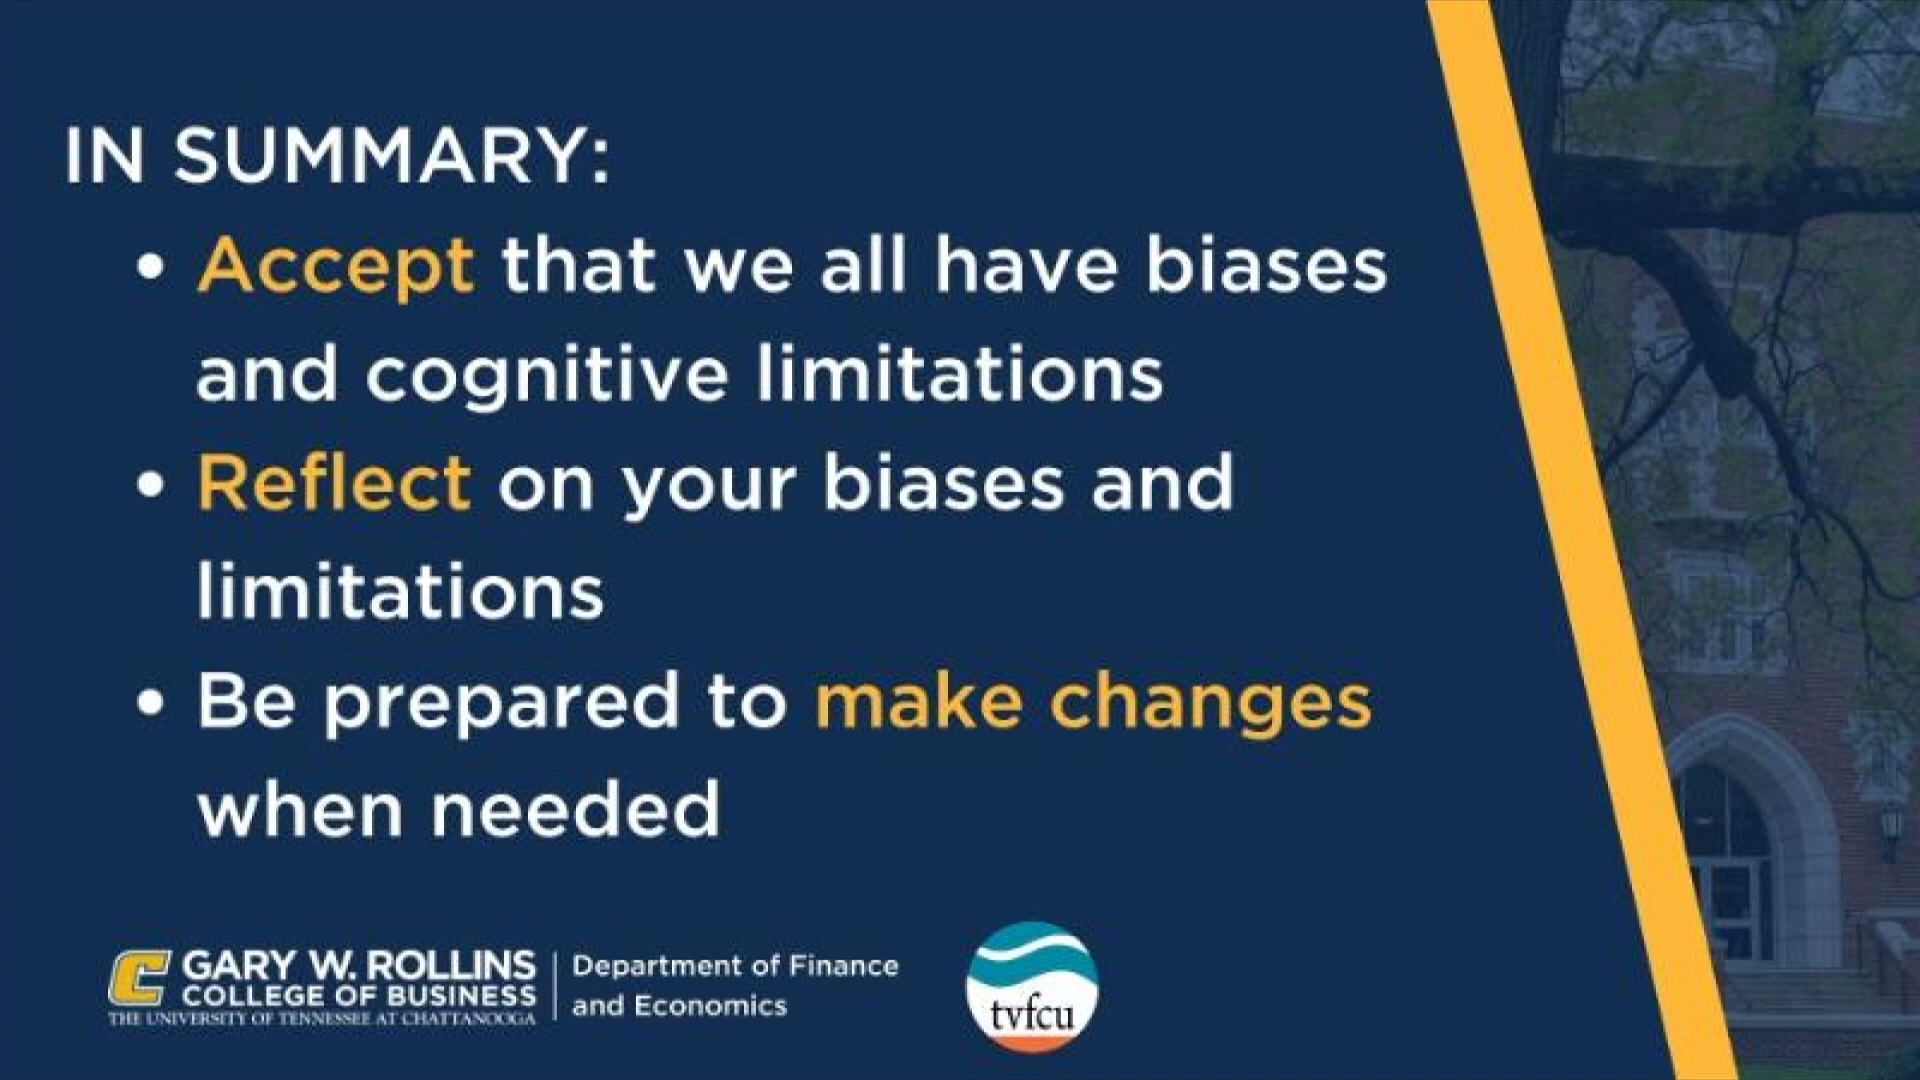 IN SUMMARY:
• Accept that we all have biases
and cognitive limitations
• Reflect on your biases and
limitations
• Be prepared to make changes
when needed
C GARY W. ROLLINS
COLLEGE OF BUSINESS
THE UNIVERSITY OF TENNESSEE AT CHATTANOOGA
Department of Finance
and Economics
tvfcu